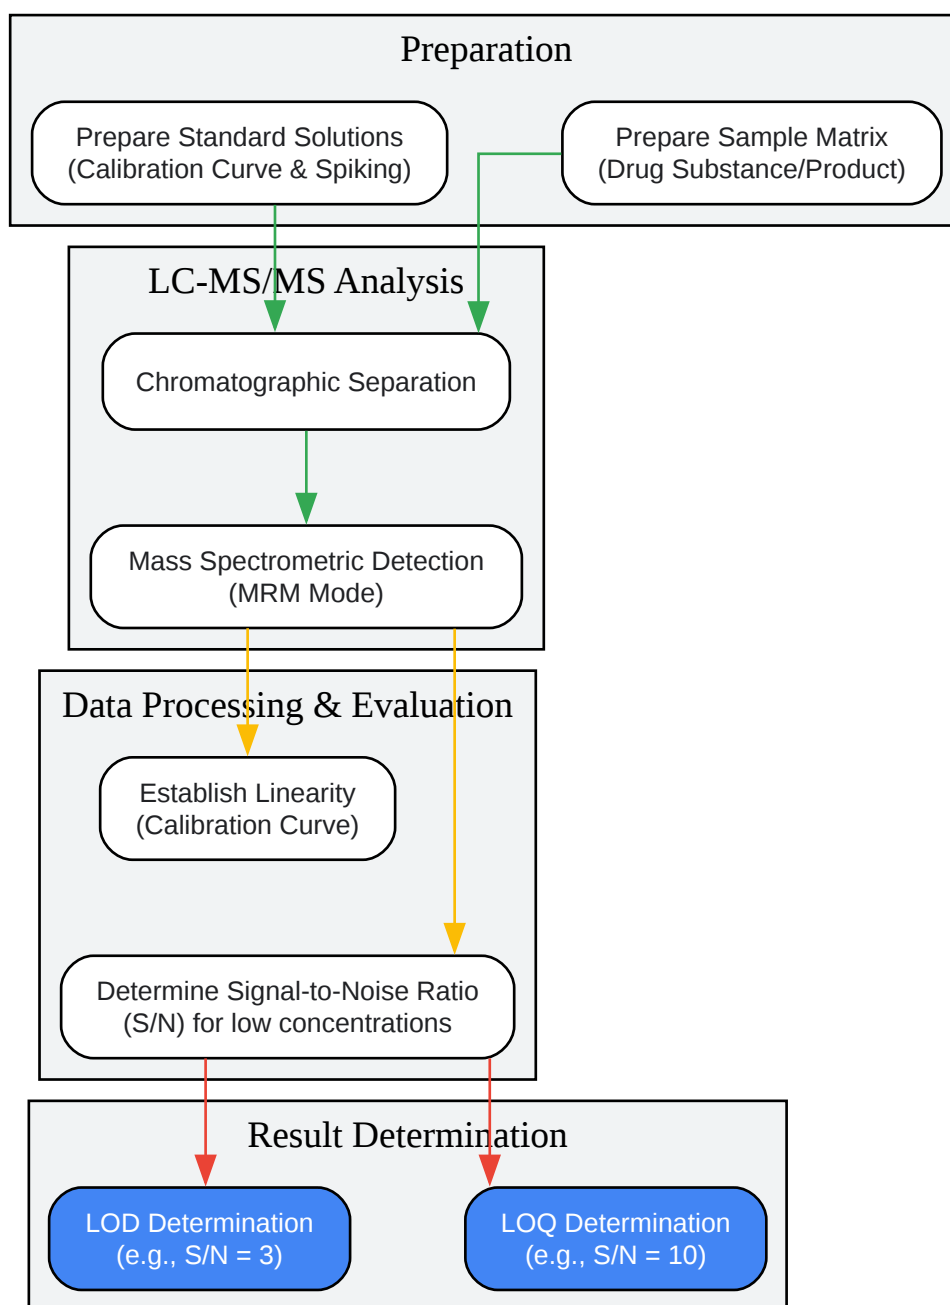 Preparation
Prepare Standard Solutions
(Calibration Curve & Spiking)
Prepare Sample Matrix
(Drug Substance/Product)
LC-MS/MS Analysis
Chromatographic Separation
Mass Spectrometric Detection
(MRM Mode)
Data Processing & Evaluation
Establish Linearity
(Calibration Curve)
Determine Signal-to-Noise Ratio
(S/N) for low concentrations
Result Determination
LOD Determination
(e.g., S/N = 3)
LOQ Determination
(e.g., S/N = 10)